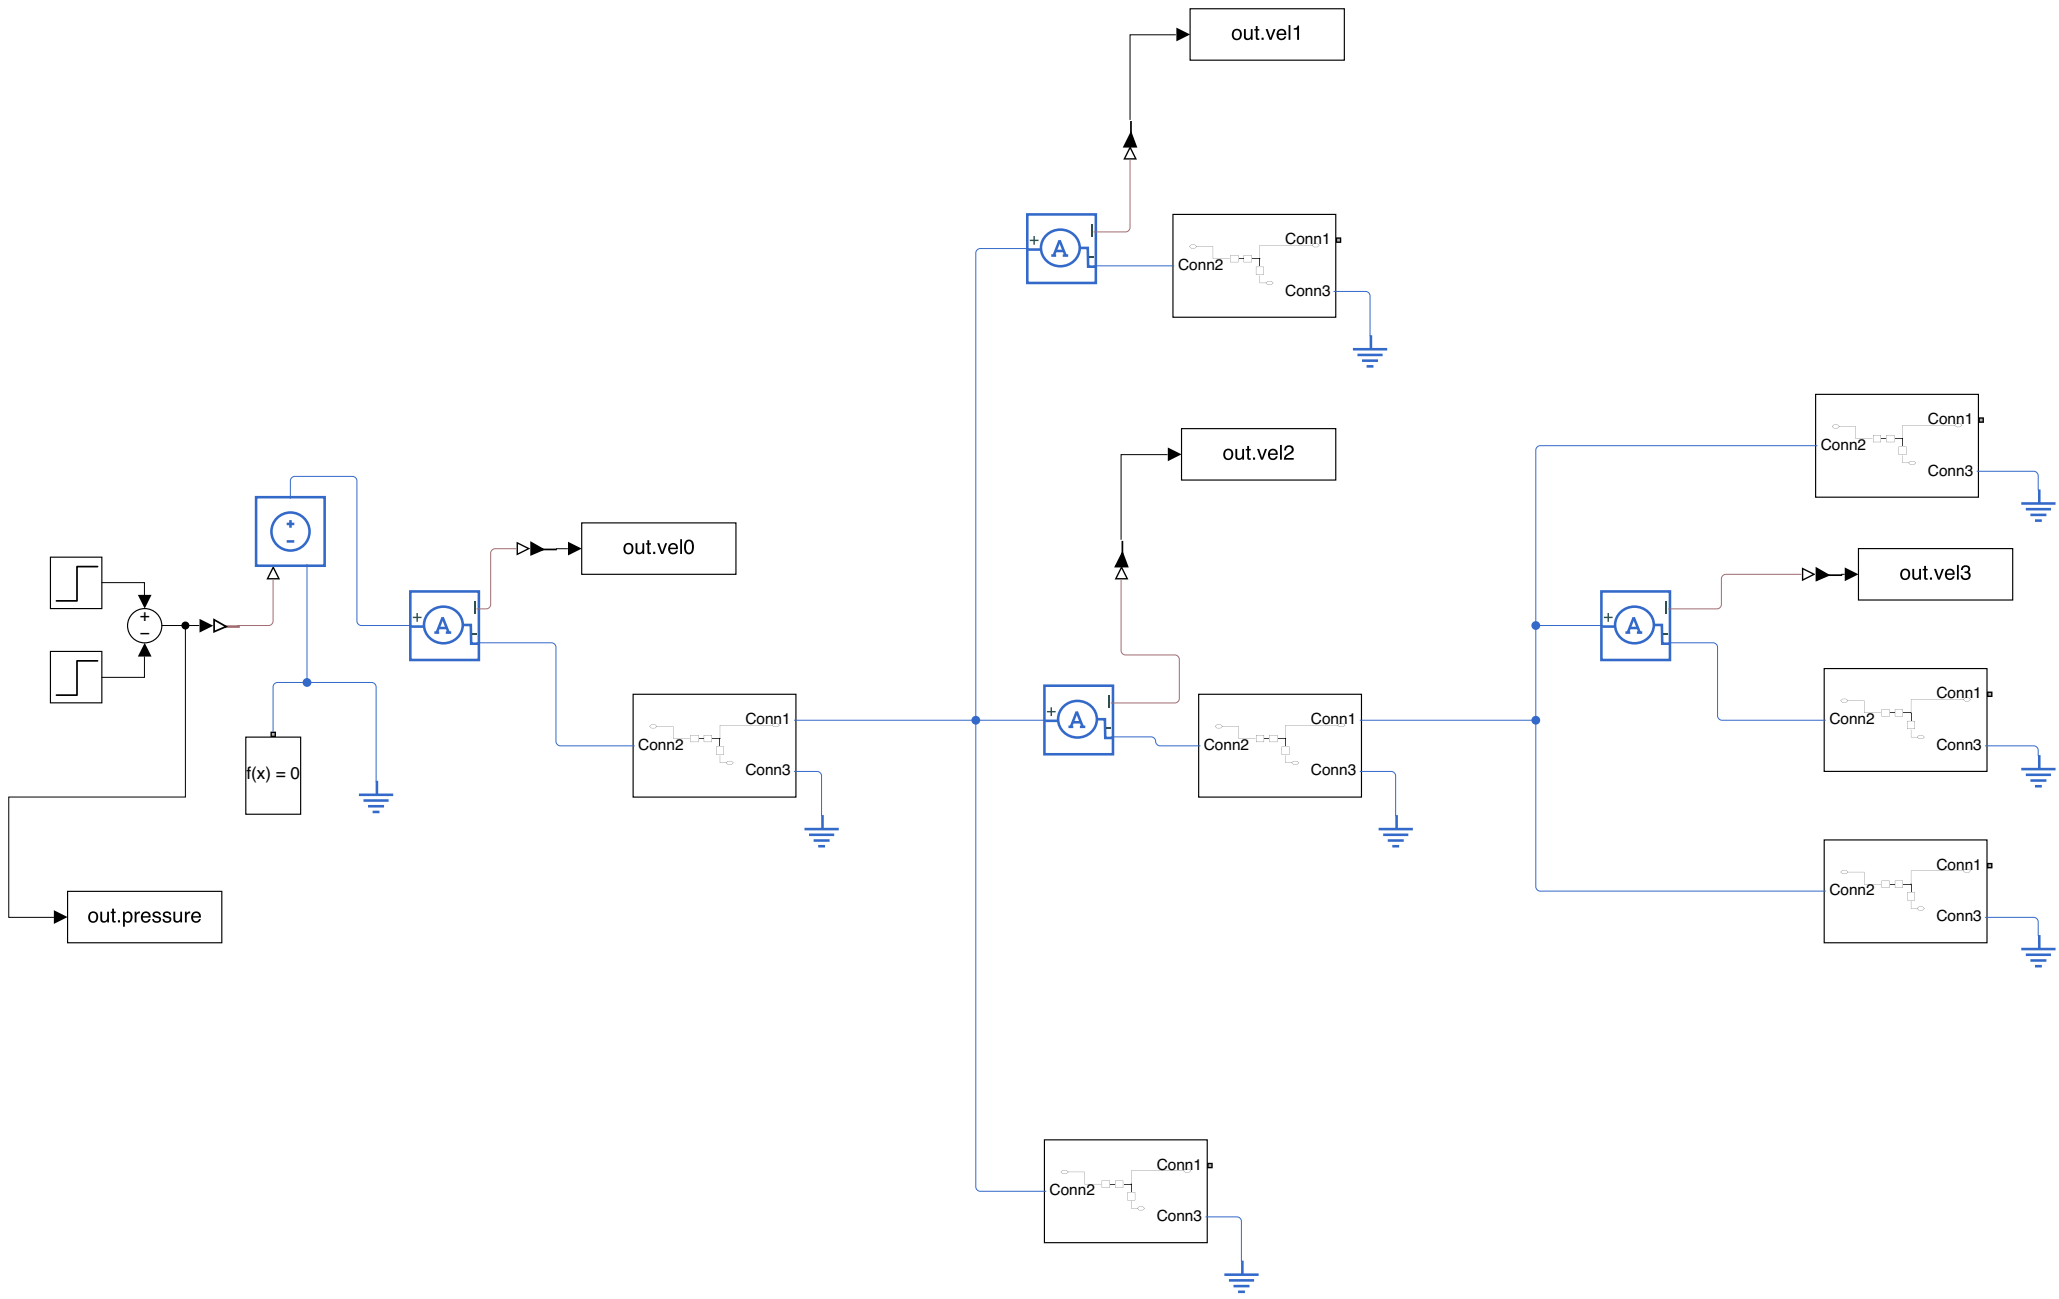 out.vel1
+
A
I
-
Conn1
Conn2
Conn3
out.vel2
Conn1
Conn2
Conn3
+
-
out.vel0
out.vel3
+
A
I
-
+
A
I
-
+
-
f(x) = 0
Conn1
Conn2
Conn3
+
A
I
-
Conn1
Conn2
Conn3
Conn1
Conn2
Conn3
out.pressure
Conn1
Conn2
Conn3
Conn1
Conn2
Conn3